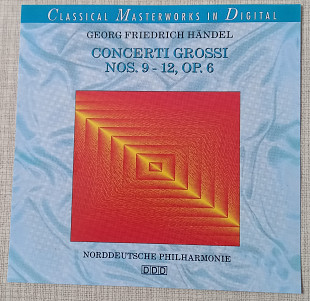 CLASSICAL MASTERWORKS IN DIGITAL
GEORG FRIEDRICH HÄNDEL
CONCERTI GROSSI
NOS. 9 - 12, OP. 6
NORDDEUTSCHE PHILHARMONIE
DDD